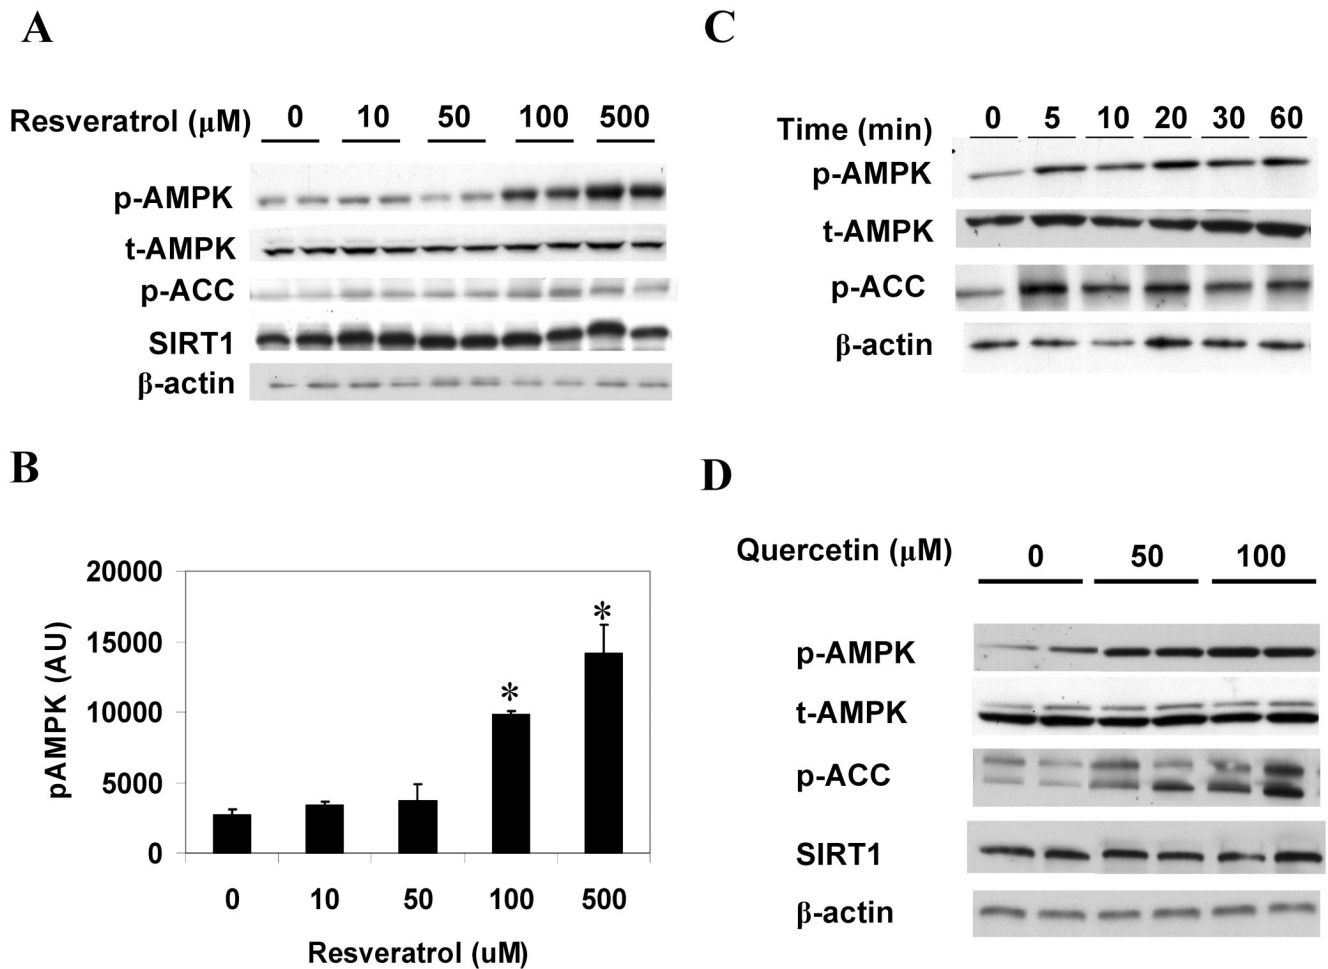 A
Resveratrol (μM) 0 10 50 100 500
p-AMPK
t-AMPK
p-ACC
SIRT1
β-actin
B
20000
15000
10000
5000
0
pAMPK (AU)
* *
0 10 50 100 500
Resveratrol (uM)
C
Time (min) 0 5 10 20 30 60
p-AMPK
t-AMPK
p-ACC
β-actin
D
Quercetin (μM) 0 50 100
p-AMPK
t-AMPK
p-ACC
SIRT1
β-actin